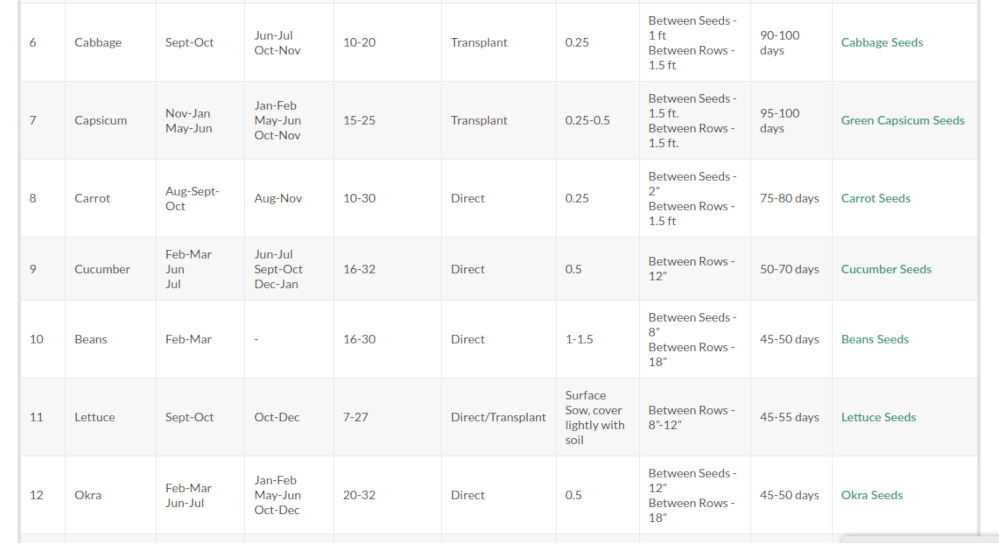 6
Cabbage
Sept-Oct
Jun-Jul
Oct-Nov
10-20
Transplant
0.25
Between Seeds -
1 ft
Between Rows -
1.5 ft
90-100
days
Cabbage Seeds
7
Capsicum
Nov-Jan
May-Jun
Jan-Feb
May-Jun
Oct-Nov
15-25
Transplant
0.25-0.5
Between Seeds -
1.5 ft.
Between Rows -
1.5 ft.
95-100
days
Green Capsicum Seeds
8
Carrot
Aug-Sept-
Oct
Aug-Nov
10-30
Direct
0.25
Between Seeds -
2”
Between Rows -
1.5 ft
75-80 days
Carrot Seeds
9
Cucumber
Feb-Mar
Jun
Jul
Jun-Jul
Sept-Oct
Dec-Jan
16-32
Direct
0.5
Between Rows -
12”
50-70 days
Cucumber Seeds
10
Beans
Feb-Mar
-
16-30
Direct
1-1.5
Between Seeds -
8”
Between Rows -
18”
45-50 days
Beans Seeds
11
Lettuce
Sept-Oct
Oct-Dec
7-27
Direct/Transplant
Surface
Sow, cover
lightly with
soil
Between Rows -
8”-12”
45-55 days
Lettuce Seeds
12
Okra
Feb-Mar
Jun-Jul
Jan-Feb
May-Jun
Oct-Dec
20-32
Direct
0.5
Between Seeds -
12”
Between Rows -
18”
45-50 days
Okra Seeds